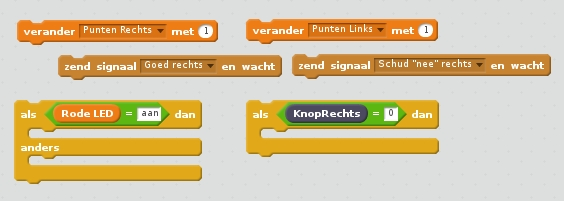 verander Punten Rechts met 1
verander Punten Links met 1
zend signaal Goed rechts en wacht
zend signaal Schud "nee" rechts en wacht
als Rode LED = aan dan
als KnopRechts = 0 dan
anders